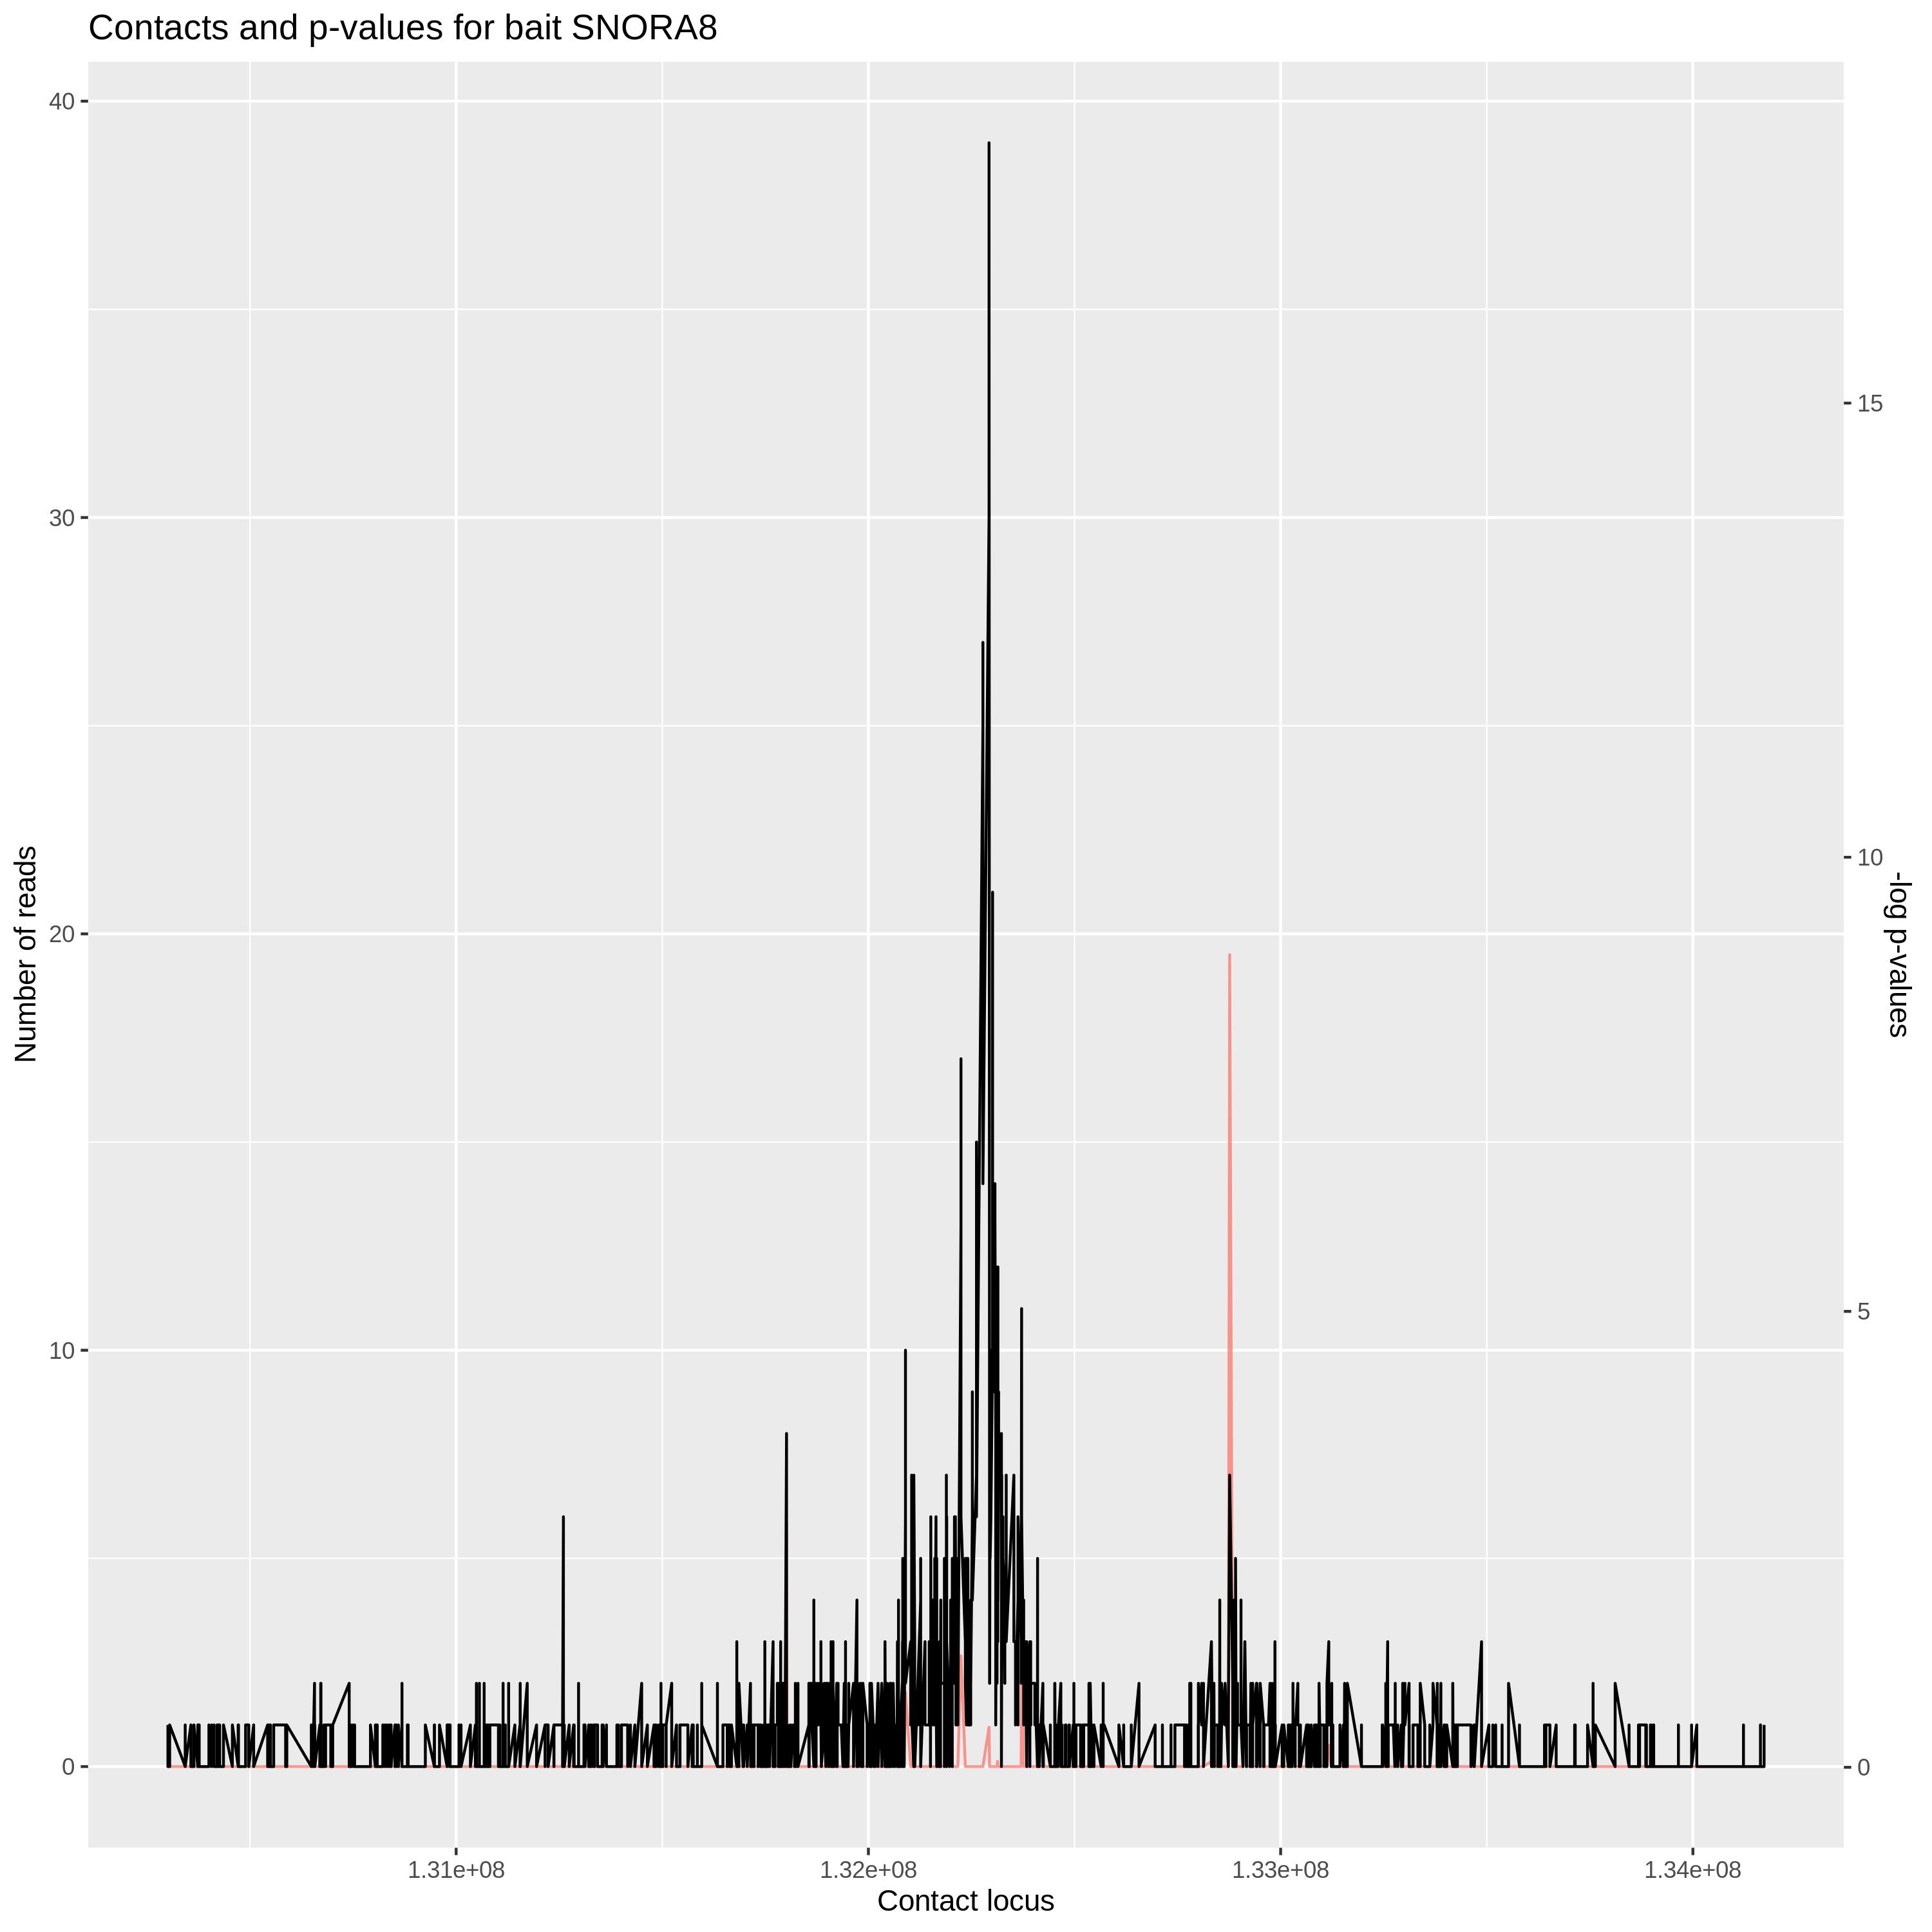 Contacts and p-values for bait SNORA8
40
30
20
10
0
Number of reads
15
10
5
0
-log p-values
1.31e+08
1.32e+08
1.33e+08
1.34e+08
Contact locus